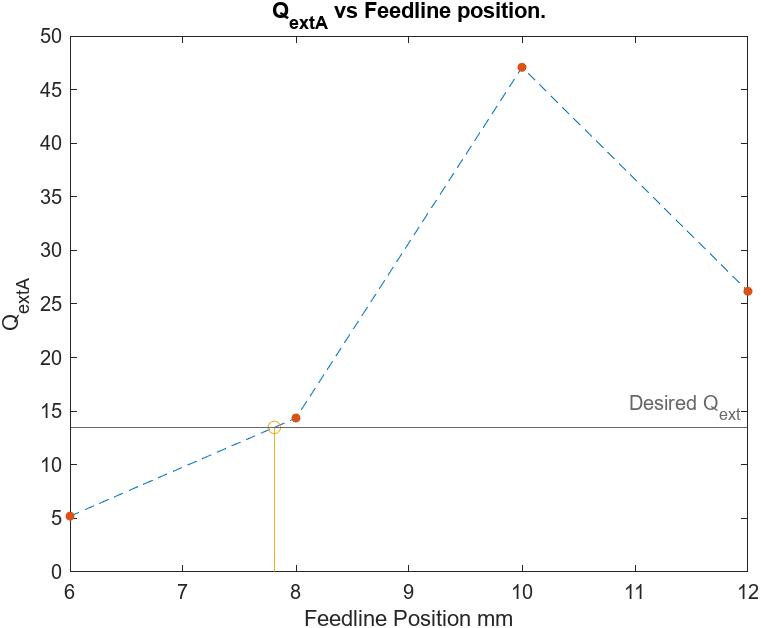 Q_extA vs Feedline position.
50
45
40
35
30
25
20
15
10
5
0
Q_extA
Desired Q_ext
6 7 8 9 10 11 12
Feedline Position mm